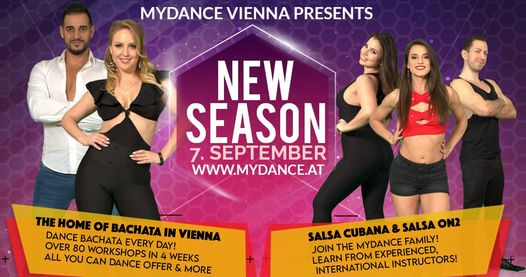 MYDANCE VIENNA PRESENTS
NEW
SEASON
7. SEPTEMBER
WWW.MYDANCE.AT
THE HOME OF BACHATA IN VIENNA
DANCE BACHATA EVERY DAY!
OVER 80 WORKSHOPS IN 4 WEEKS
ALL YOU CAN DANCE OFFER & MORE
SALSA CUBANA & SALSA ON2
JOIN THE MYDANCE FAMILY!
LEARN FROM EXPERIENCED,
INTERNATIONAL INSTRUCTORS!